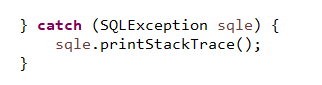 } catch (SQLException sqle) {
    sqle.printStackTrace();
}